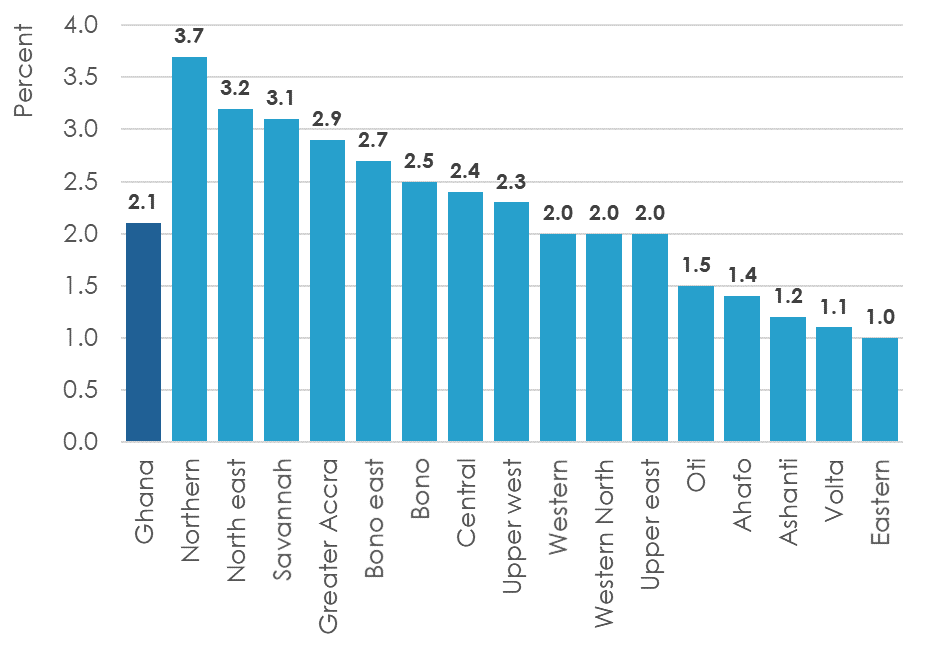 Percent
4.0
3.5
3.0
2.5
2.0
1.5
1.0
0.5
0.0
2.1
3.7
3.2
3.1
2.9
2.7
2.5
2.4
2.3
2.0
2.0
2.0
1.5
1.4
1.2
1.1
1.0
Ghana
Northern
North east
Savannah
Greater Accra
Bono east
Bono
Central
Upper west
Western
Western North
Upper east
Oti
Ahafo
Ashanti
Volta
Eastern